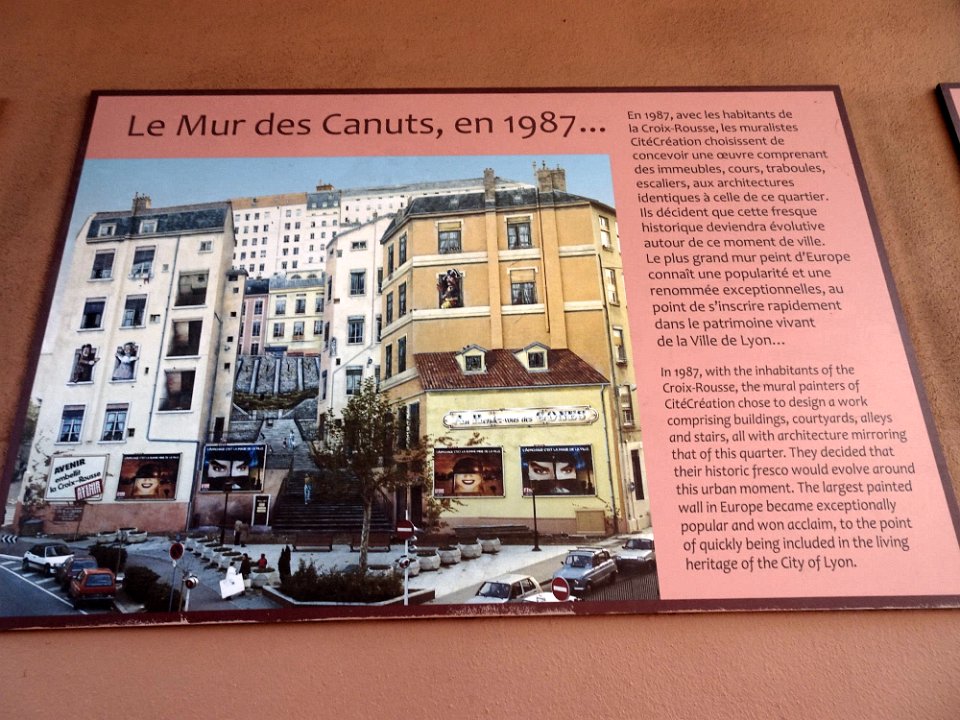 Le Mur des Canuts, en 1987...
En 1987, avec les habitants de
la Croix-Rousse, les muralistes
CitéCréation choisissent de
concevoir une œuvre comprenant
des immeubles, cours, traboules,
escaliers, aux architectures
identiques à celle de ce quartier.
Ils décident que cette fresque
historique deviendra évolutive
autour de ce moment de ville.
Le plus grand mur peint d'Europe
connaît une popularité et une
renommée exceptionnelles, au
point de s'inscrire rapidement
dans le patrimoine vivant
de la Ville de Lyon...
In 1987, with the inhabitants of the
Croix-Rousse, the mural painters of
CitéCréation chose to design a work
comprising buildings, courtyards, alleys
and stairs, all with architecture mirroring
that of this quarter. They decided that
their historic fresco would evolve around
this urban moment. The largest painted
wall in Europe became exceptionally
popular and won acclaim, to the point
of quickly being included in the living
heritage of the City of Lyon.
AVENIR
embellit
la Croix-Rousse
AVENIR
GONES